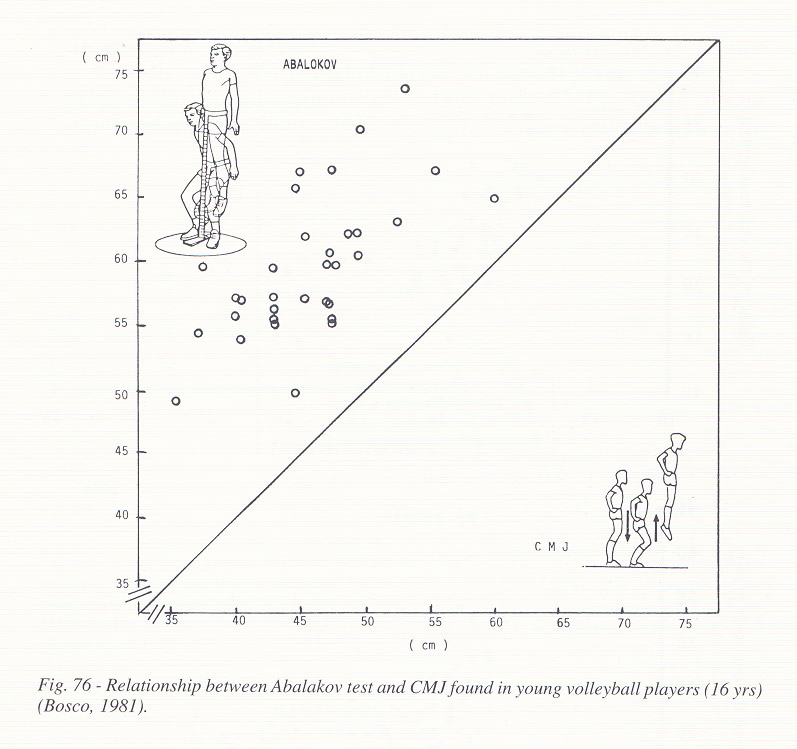 ( cm )
ABALOKOV
75
70
65
60
55
50
45
40
35
C M J
35 40 45 50 55 60 65 70 75
( cm )
Fig. 76 - Relationship between Abalakov test and CMJ found in young volleyball players (16 yrs)
(Bosco, 1981).